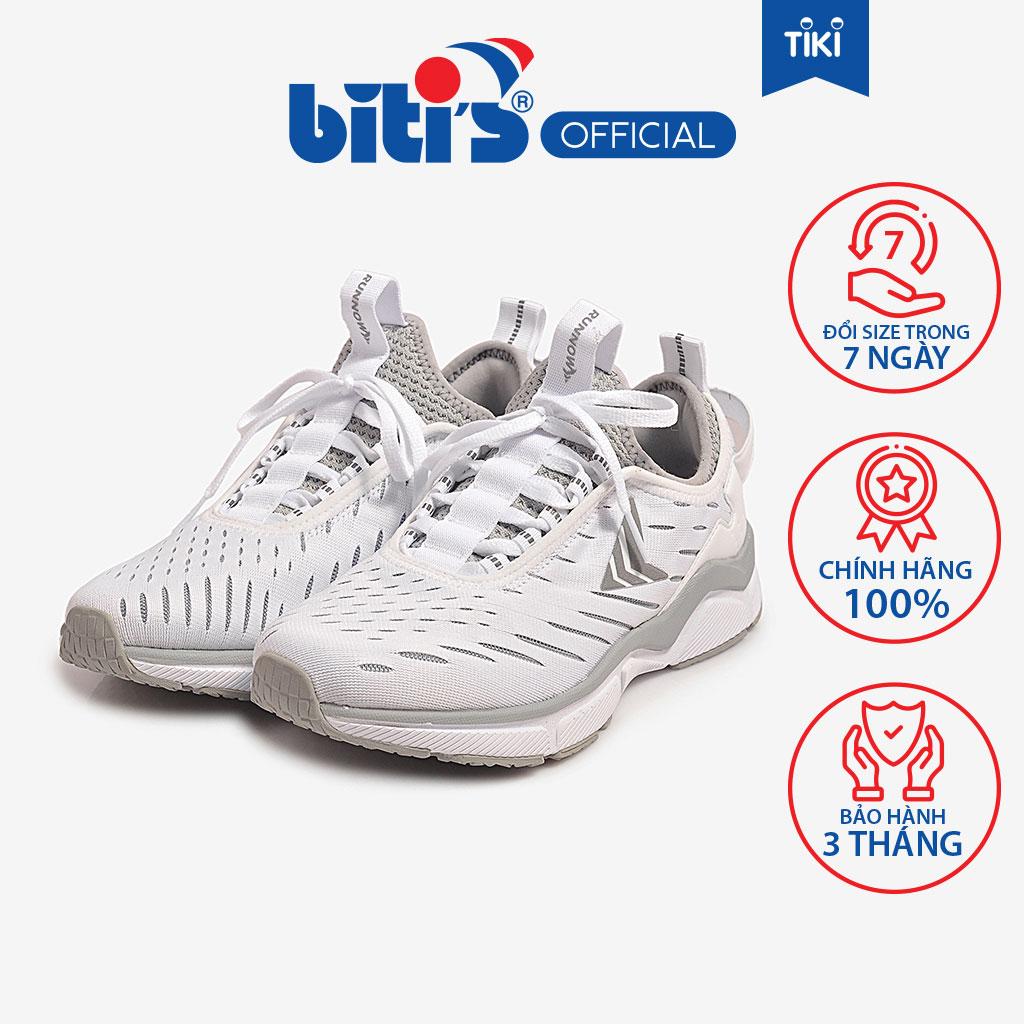 TIKI
biti's®
OFFICIAL
7
ĐỔI SIZE TRONG
7 NGÀY
RUNNOW
RUNNOW
CHÍNH HÃNG
100%
BẢO HÀNH
3 THÁNG